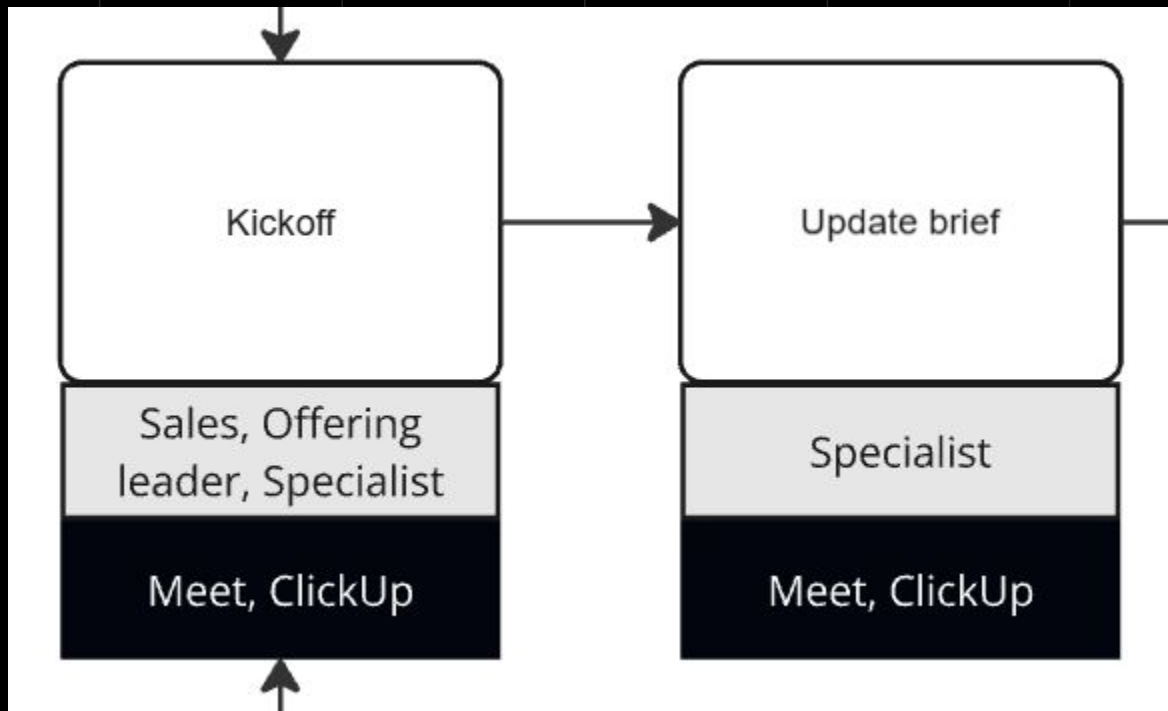 Kickoff
Sales, Offering
leader, Specialist
Meet, ClickUp
Update brief
Specialist
Meet, ClickUp